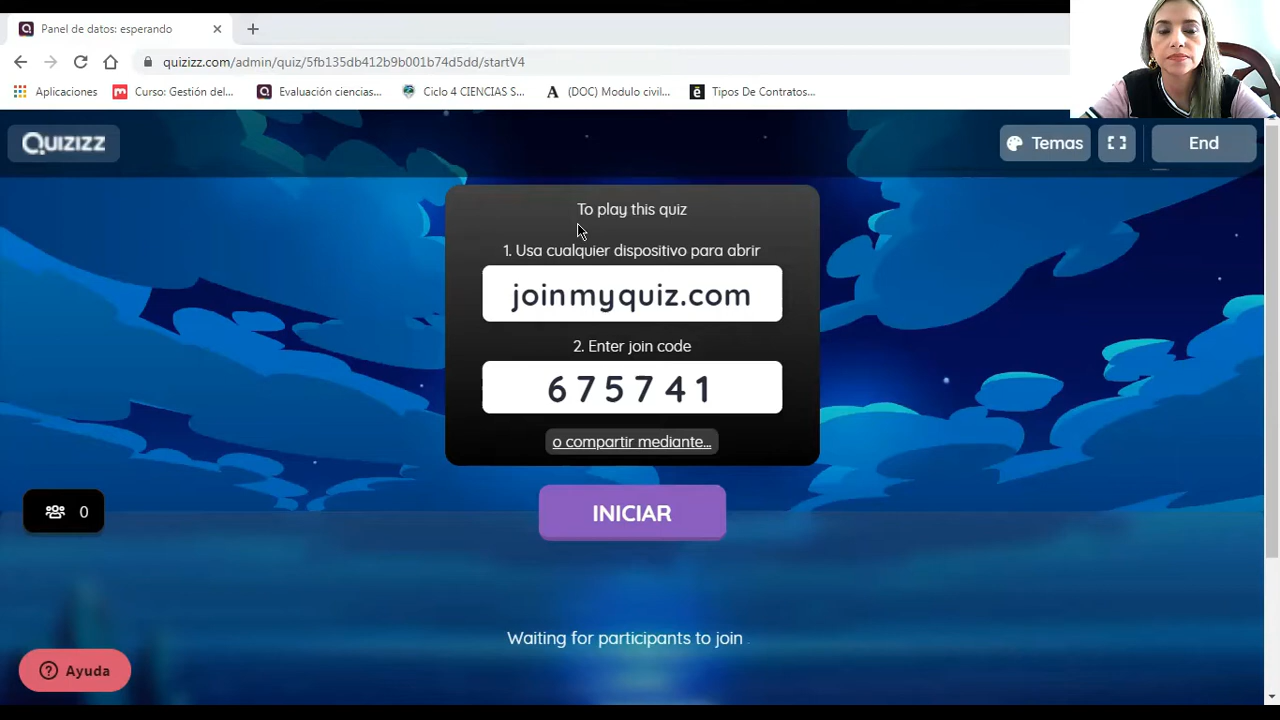 Panel de datos: esperando
quizizz.com/admin/quiz/5fb135db412b9b001b74d5dd/startV4
Aplicaciones
Curso: Gestión del...
Evaluación ciencias...
Ciclo 4 CIENCIAS S...
(DOC) Modulo civil...
Tipos De Contratos...
Quizizz
Temas
End
To play this quiz
1. Usa cualquier dispositivo para abrir
joinmyquiz.com
2. Enter join code
675741
o compartir mediante...
0
INICIAR
Waiting for participants to join
Ayuda